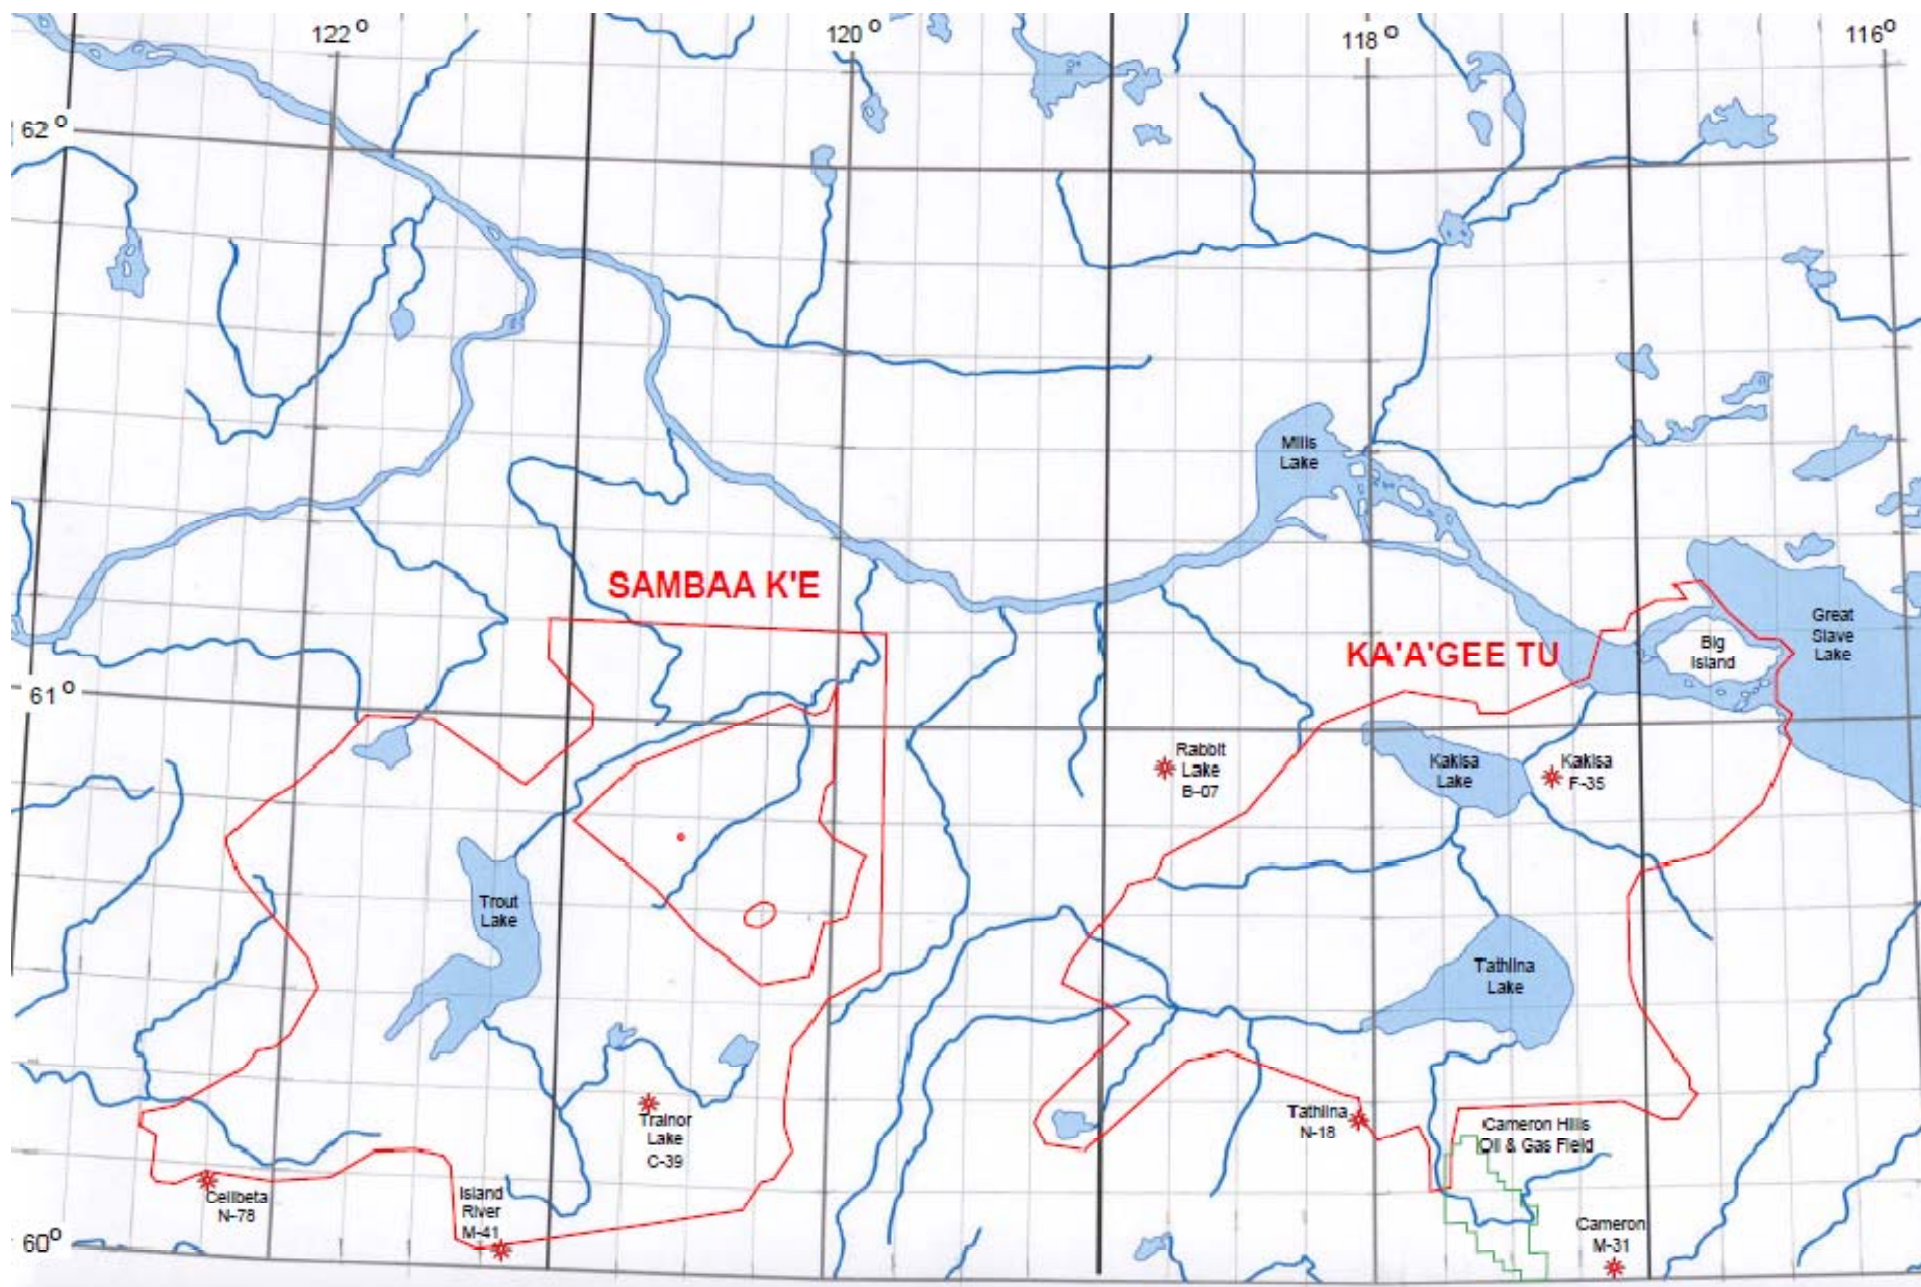 122 o
120 o
118 o
116 o
62 o
Mills
Lake
SAMBAA K'E
Great
Slave
Lake
Big
Island
KA'A'GEE TU
61 o
Rabbit
Lake
B-07
Kakisa
Lake
Kakisa
F-35
Trout
Lake
Tathlina
Lake
Trainor
Lake
C-39
Tathlina
N-18
Cameron Hills
Oil & Gas Field
Celibeta
N-78
Island
River
M-41
Cameron
M-31
60 o